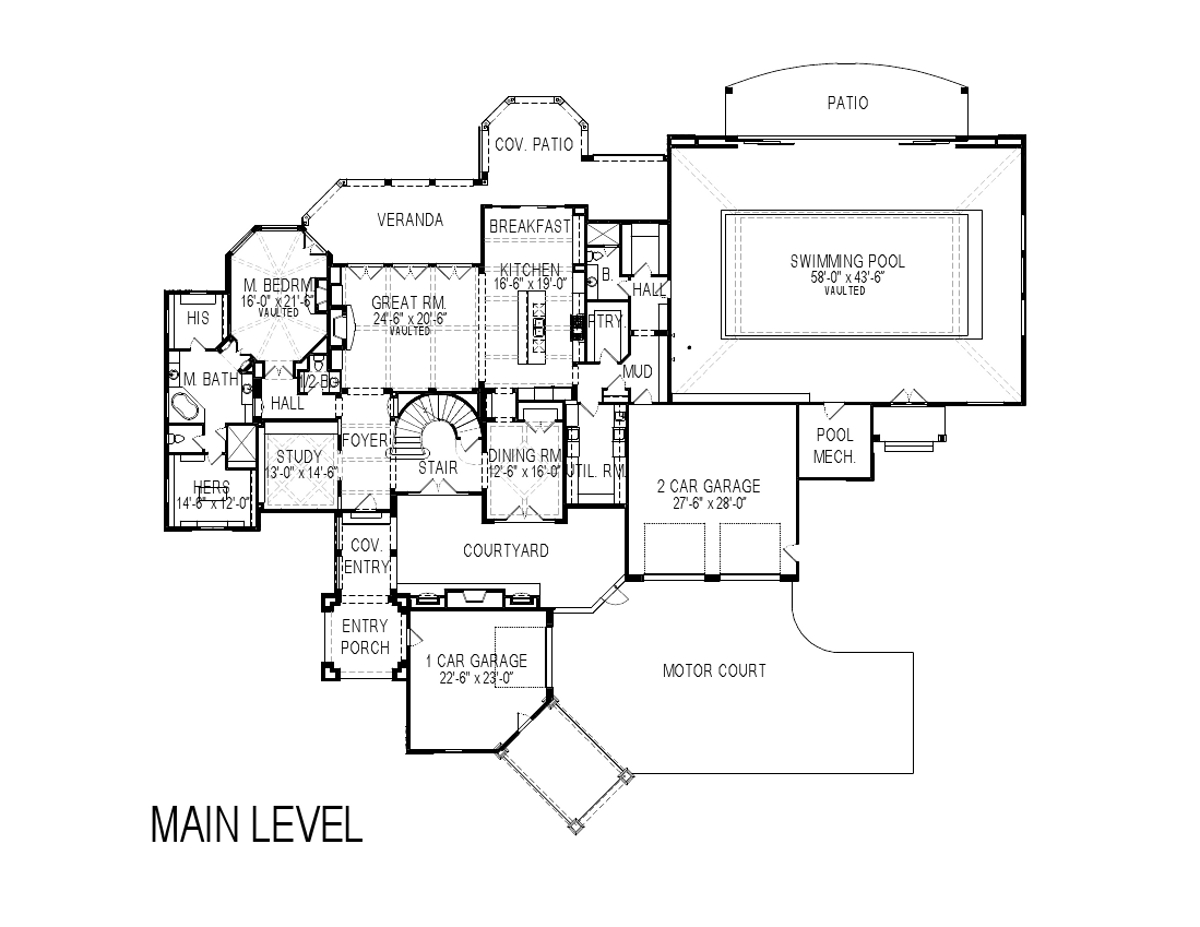 PATIO
COV. PATIO
VERANDA
BREAKFAST
KITCHEN
16'-6" x 19'-0"
B.
HALL
SWIMMING POOL
58'-0" x 43'-6"
VAULTED
M. BEDRM.
16'-0" x 21'-6"
VAULTED
GREAT RM.
24'-6" x 20'-6"
VAULTED
HIS
PTRY.
MUD
M. BATH
1/2 B.
HALL
FOYER
STAIR
STUDY
13'-0" x 14'-6"
DINING RM.
12'-6" x 16'-0"
UTIL. RM.
POOL
MECH.
HERS
14'-6" x 12'-0"
2 CAR GARAGE
27'-6" x 28'-0"
COV.
ENTRY
COURTYARD
ENTRY
PORCH
1 CAR GARAGE
22'-6" x 23'-0"
MOTOR COURT
MAIN LEVEL